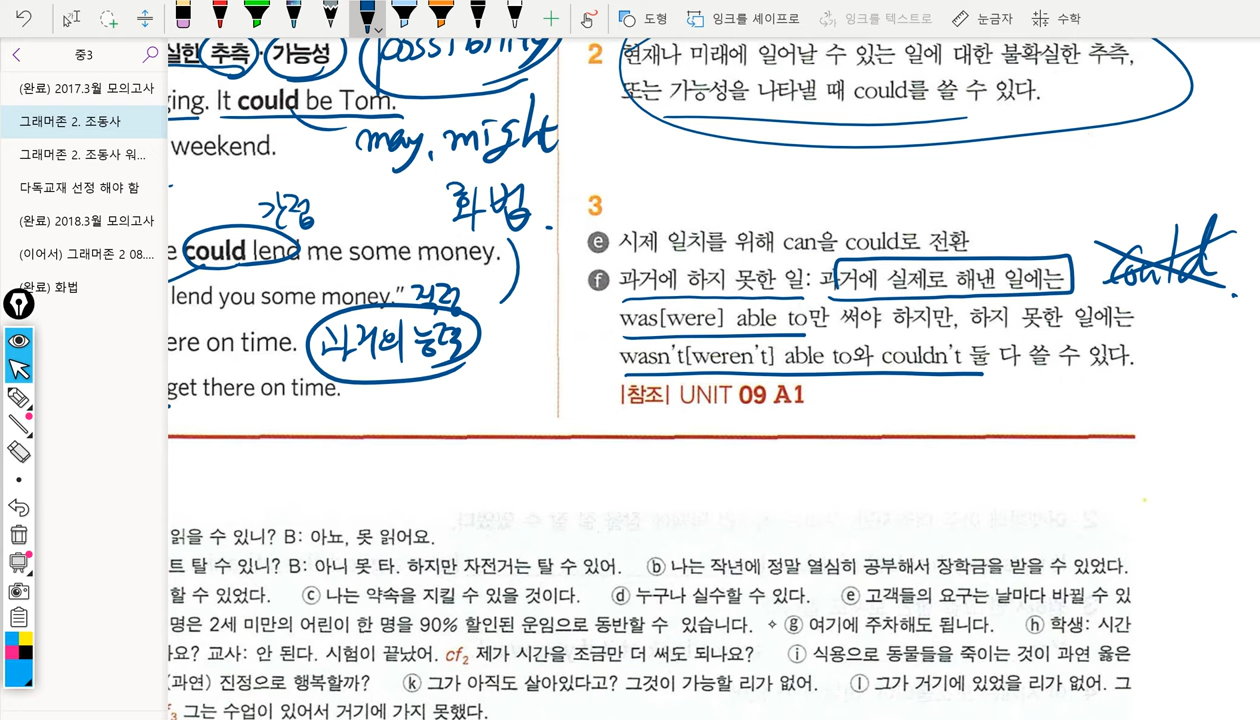 도형
잉크를 셰이프로
잉크를 텍스트로
눈금자
수학
중3
(완료) 2017.3월 모의고사
그래머존 2. 조동사
그래머존 2. 조동사 워...
다독교재 선정 해야 함
(완료) 2018.3월 모의고사
(이어서) 그래머존 2 08....
완료) 화법
실한 추측 · 가능성
possibility
ging. It could be Tom.
may, might
weekend.
화법.
간접
could lend me some money.
lend you some money." 직접
ere on time. 과거의 능력
get there on time.
2 현재나 미래에 일어날 수 있는 일에 대한 불확실한 추측,
또는 가능성을 나타낼 때 could를 쓸 수 있다.
3
e 시제 일치를 위해 can을 could로 전환
f 과거에 하지 못한 일: 과거에 실제로 해낸 일에는 could.
was[were] able to만 써야 하지만, 하지 못한 일에는
wasn't[weren't] able to와 couldn't 둘 다 쓸 수 있다.
|참조| UNIT 09 A1
읽을 수 있니? B: 아뇨, 못 읽어요.
트 탈 수 있니? B: 아니 못 타. 하지만 자전거는 탈 수 있어. ⓑ 나는 작년에 정말 열심히 공부해서 장학금을 받을 수 있었다.
할 수 있었다. ⓒ 나는 약속을 지킬 수 있을 것이다. ⓓ 누구나 실수할 수 있다. ⓔ 고객들의 요구는 날마다 바뀔 수 있
명은 2세 미만의 어린이 한 명을 90% 할인된 운임으로 동반할 수 있습니다. ⓖ 여기에 주차해도 됩니다. ⓗ 학생: 시간
나요? 교사: 안 된다. 시험이 끝났어. cf₂ 제가 시간을 조금만 더 써도 되나요? ⓘ 식용으로 동물들을 죽이는 것이 과연 옳은
(과연) 진정으로 행복할까? ⓚ 그가 아직도 살아있다고? 그것이 가능할 리가 없어. ⓛ 그가 거기에 있었을 리가 없어. 그
그는 수업이 있어서 거기에 가지 못했다.